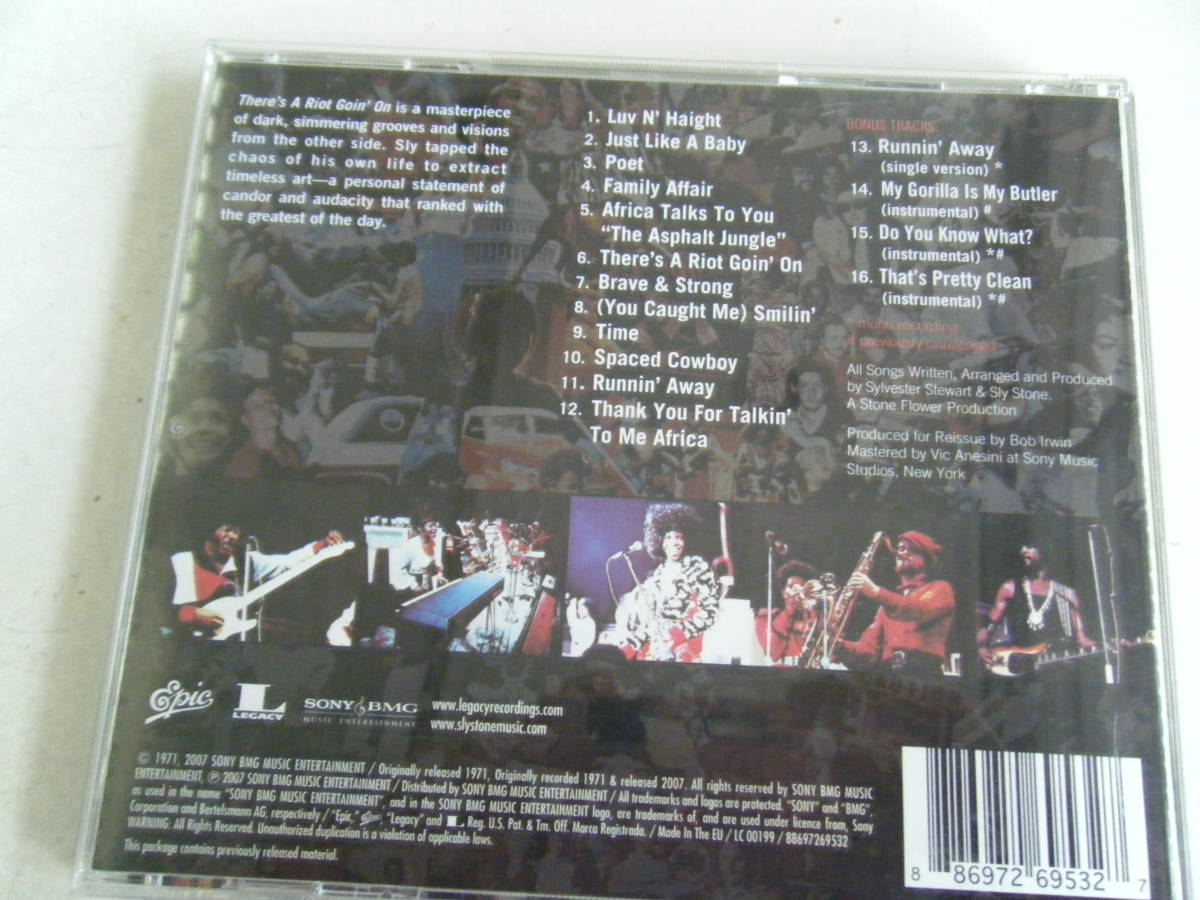 There's A Riot Goin' On is a masterpiece
of dark, simmering grooves and visions
from the other side. Sly tapped the
chaos of his own life to extract
timeless art—a personal statement of
candor and audacity that ranked with
the greatest of the day.
1. Luv N' Haight
2. Just Like A Baby
3. Poet
4. Family Affair
5. Africa Talks To You
"The Asphalt Jungle"
6. There's A Riot Goin' On
7. Brave & Strong
8. (You Caught Me) Smilin'
9. Time
10. Spaced Cowboy
11. Runnin' Away
12. Thank You For Talkin'
To Me Africa
BONUS TRACKS:
13. Runnin' Away
(single version) *
14. My Gorilla Is My Butler
(instrumental) #
15. Do You Know What?
(instrumental) *#
16. That's Pretty Clean
(instrumental) *#
* mono recording
# previously unreleased
All Songs Written, Arranged and Produced
by Sylvester Stewart & Sly Stone.
A Stone Flower Production
Produced for Reissue by Bob Irwin
Mastered by Vic Anesini at Sony Music
Studios, New York
Epic
L
LEGACY
SONY BMG
MUSIC ENTERTAINMENT
www.legacyrecordings.com
www.slystonemusic.com
© 1971, 2007 SONY BMG MUSIC ENTERTAINMENT / Originally released 1971, Originally recorded 1971 & released 2007. All rights reserved by SONY BMG MUSIC
ENTERTAINMENT, ℗ 2007 SONY BMG MUSIC ENTERTAINMENT / Distributed by SONY BMG MUSIC ENTERTAINMENT / All trademarks and logos are protected. "SONY" and "BMG",
as used in the name "SONY BMG MUSIC ENTERTAINMENT", and in the SONY BMG MUSIC ENTERTAINMENT logo, are trademarks of, and are used under licence from, Sony
Corporation and Bertelsmann AG, respectively / "Epic," Epic, "Legacy" and L, Reg. U.S. Pat. & Tm. Off. Marca Registrada. / Made In The EU / LC 00199 / 88697269532
WARNING: All Rights Reserved. Unauthorized duplication is a violation of applicable laws.
This package contains previously released material.
8 86972 69532 7